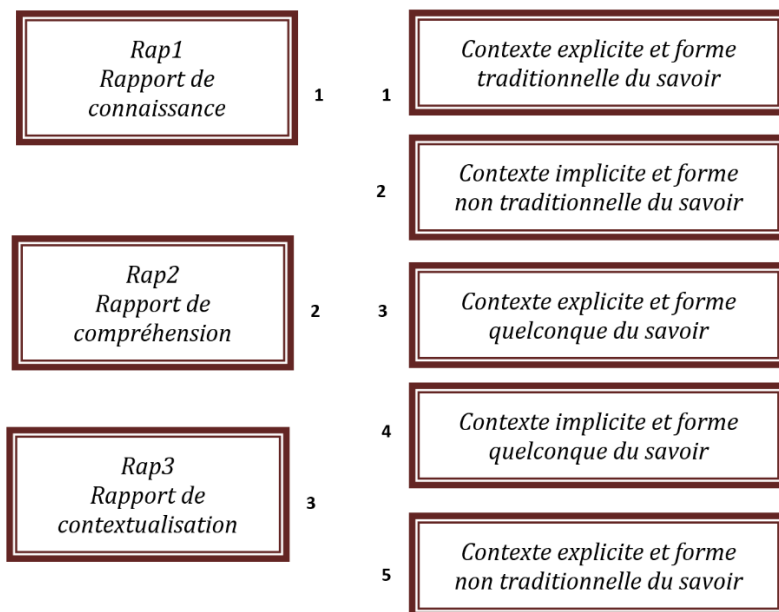 Rap1
Rapport de
connaissance
1
Rap2
Rapport de
compréhension
2
Rap3
Rapport de
contextualisation
3
1
Contexte explicite et forme
traditionnelle du savoir
2
Contexte implicite et forme
non traditionnelle du savoir
3
Contexte explicite et forme
quelconque du savoir
4
Contexte implicite et forme
quelconque du savoir
5
Contexte explicite et forme
non traditionnelle du savoir